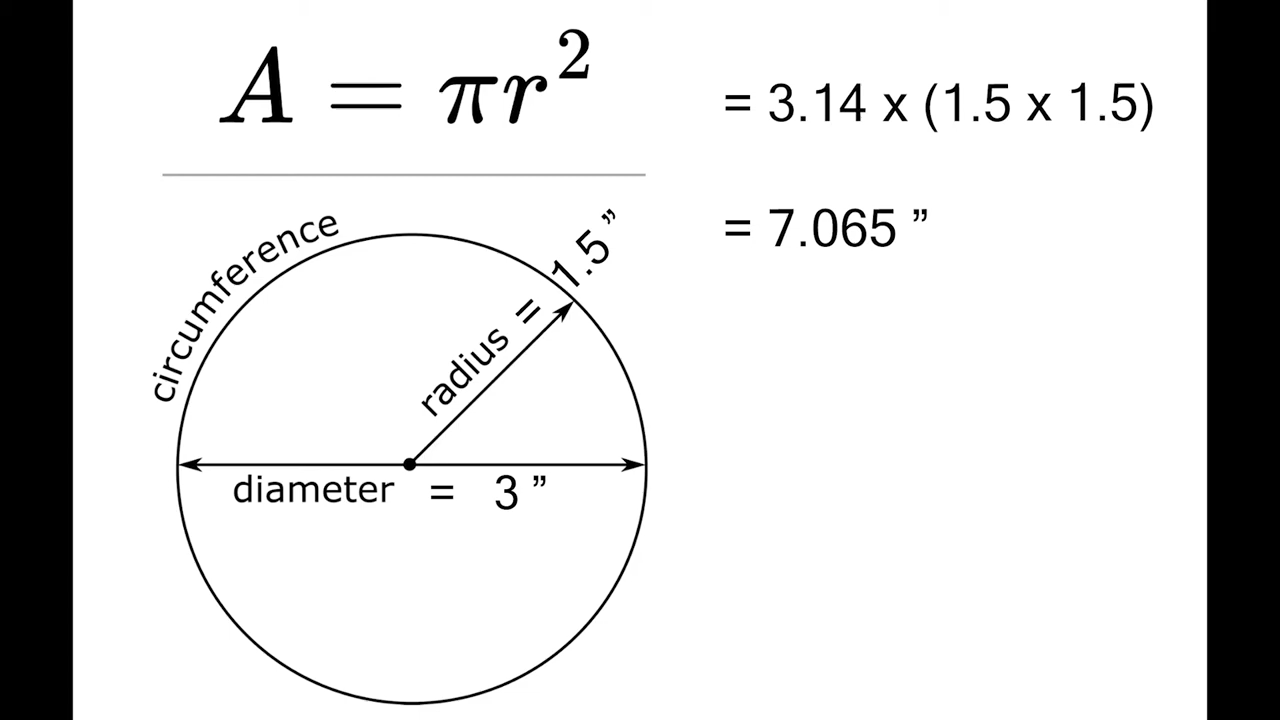 A = πr²
= 3.14 x (1.5 x 1.5)
= 7.065 ”
circumference
radius = 1.5 ”
diameter = 3 ”